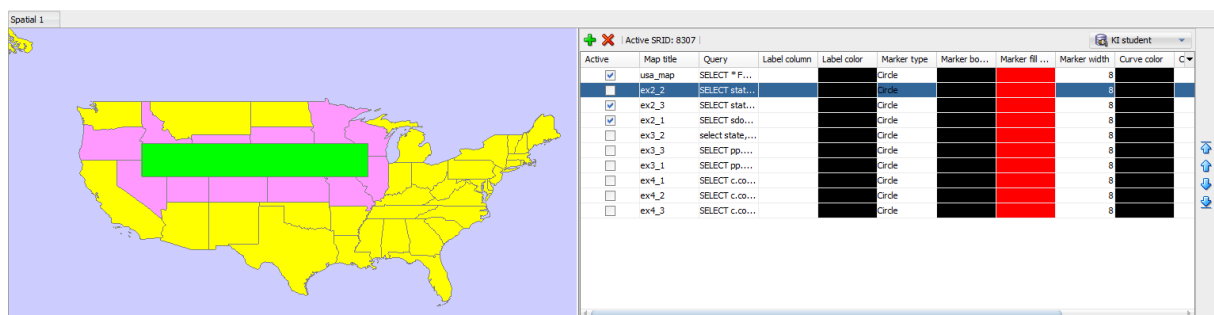 Spatial 1
Active SRID: 8307
KI student
Active Map title Query Label column Label color Marker type Marker bo... Marker fill ... Marker width Curve color C
usa_map SELECT * F... Circle 8
ex2_2 SELECT stat... Circle 8
ex2_3 SELECT stat... Circle 8
ex2_1 SELECT sdo... Circle 8
ex3_2 select state,... Circle 8
ex3_3 SELECT pp.... Circle 8
ex3_1 SELECT pp.... Circle 8
ex4_1 SELECT c.co... Circle 8
ex4_2 SELECT c.co... Circle 8
ex4_3 SELECT c.co... Circle 8